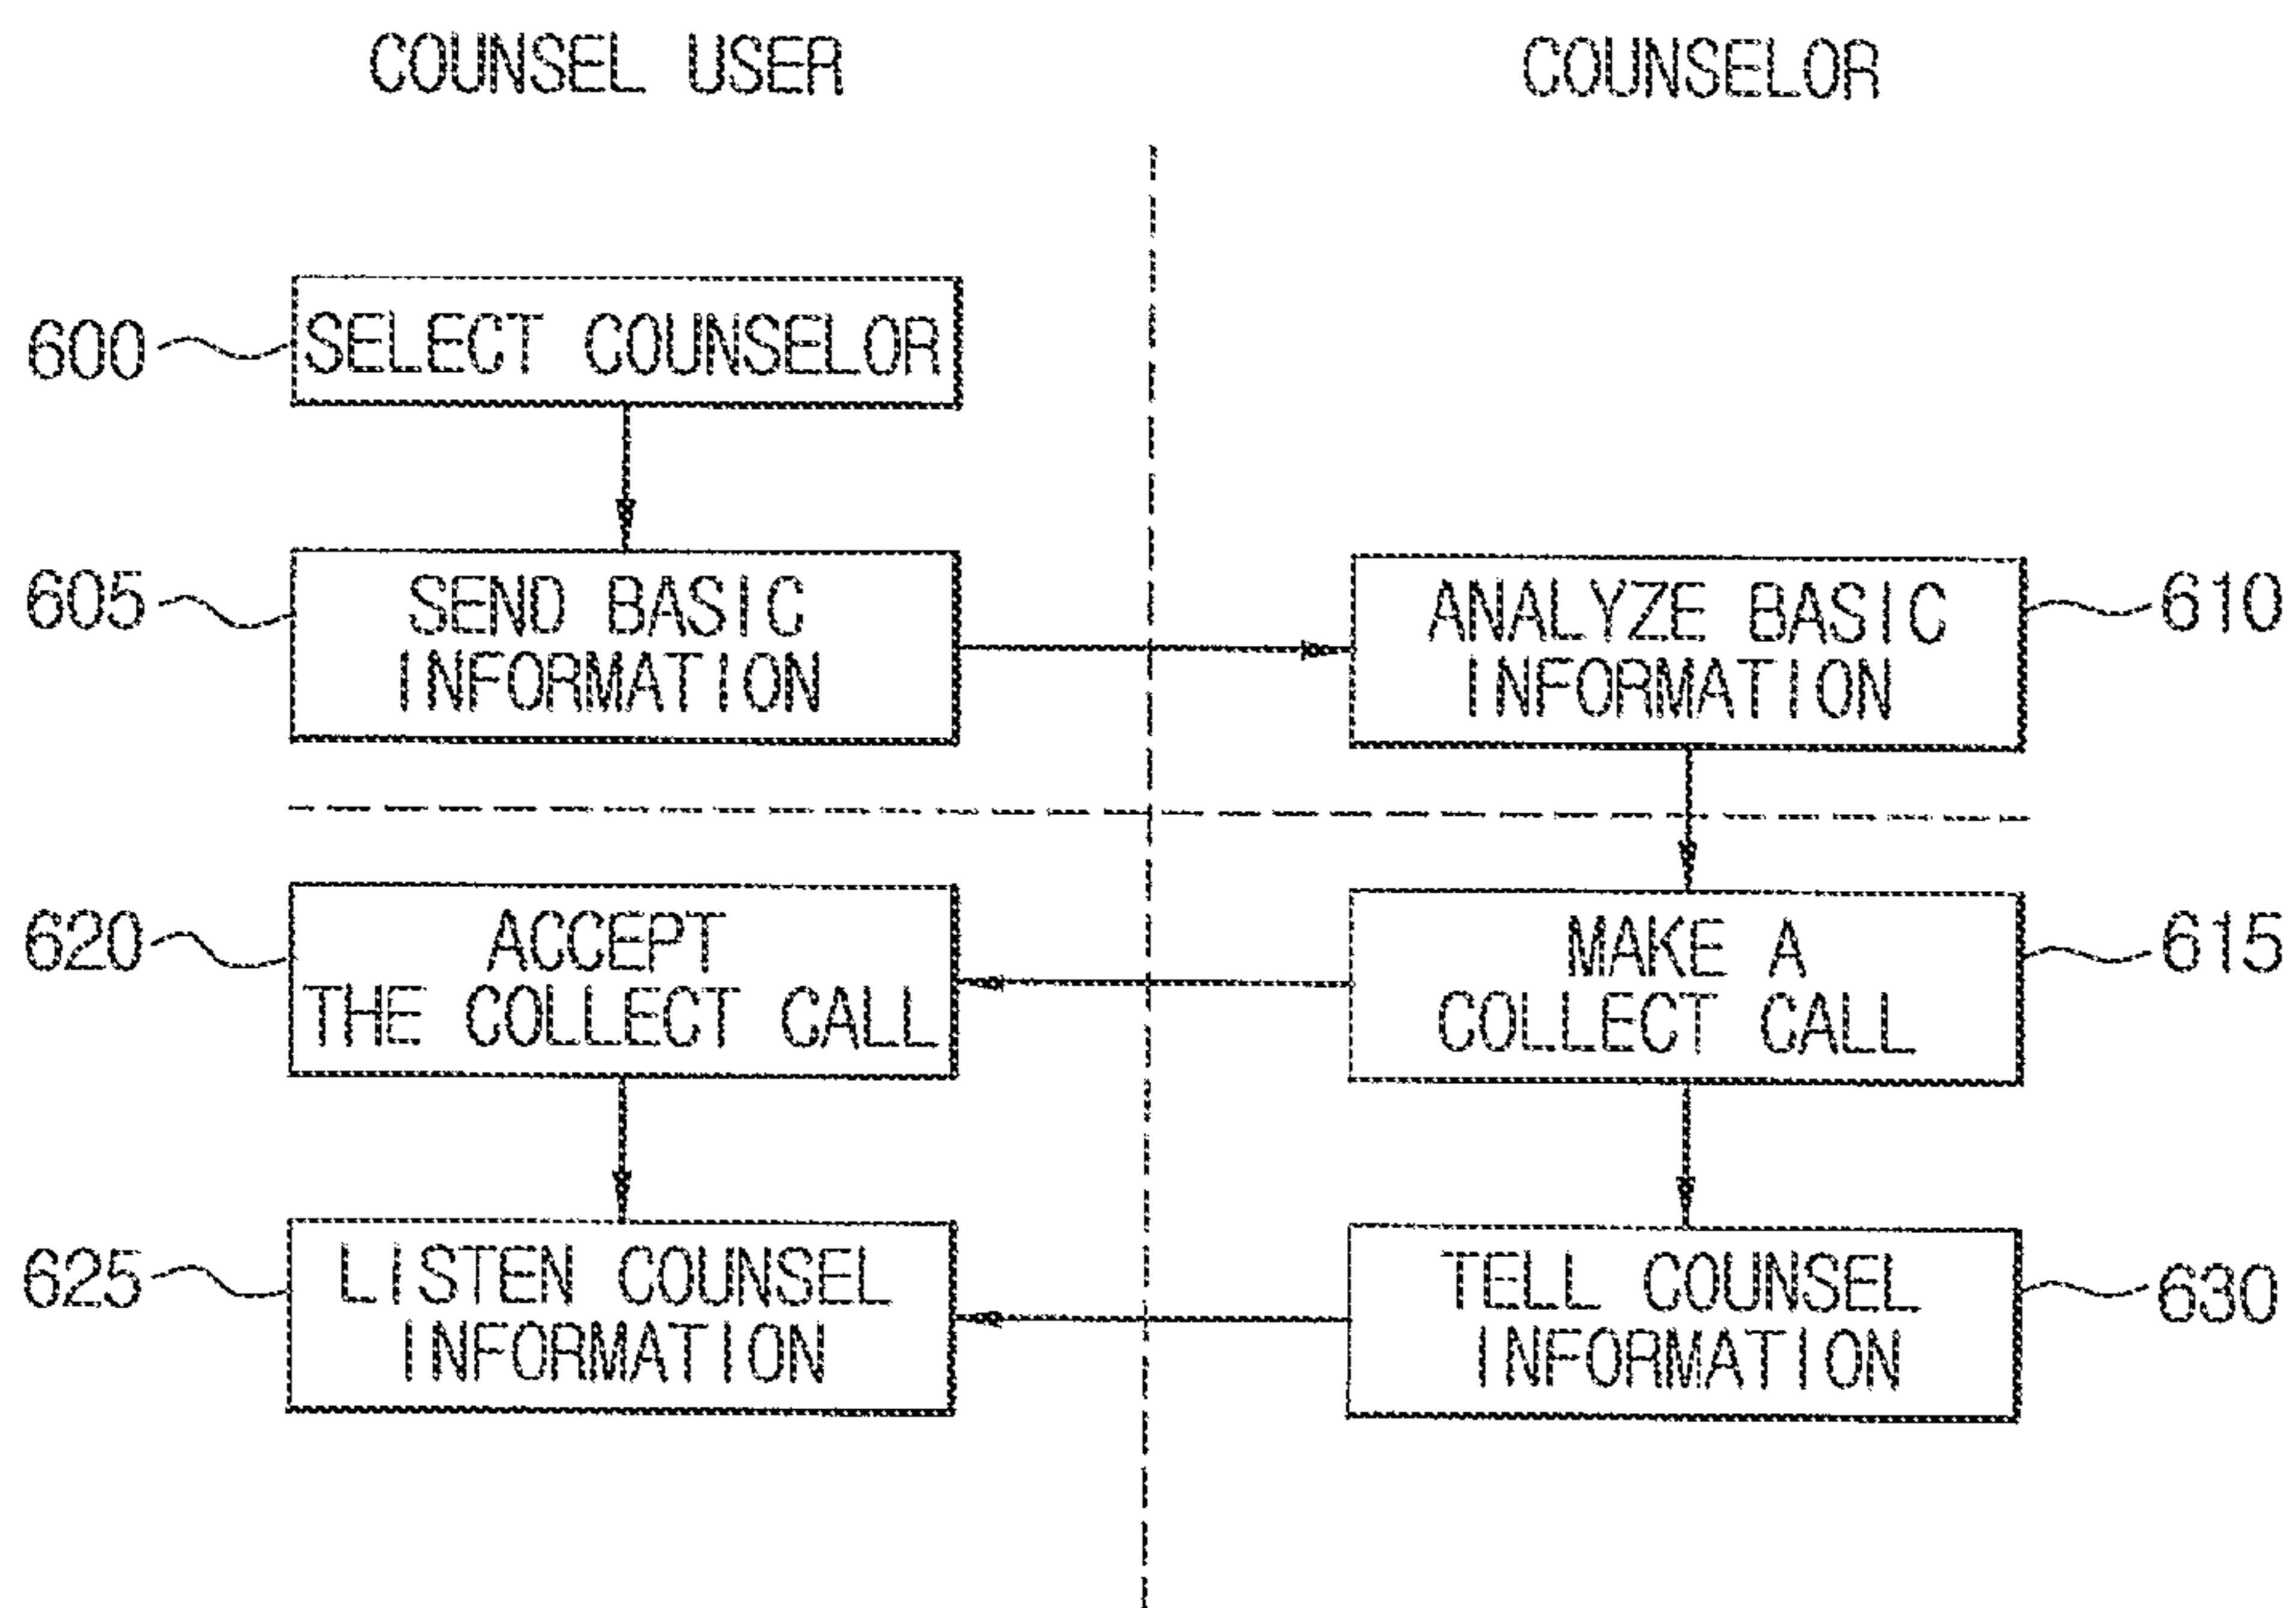 COUNSEL USER
COUNSELOR
600
SELECT COUNSELOR
605
SEND BASIC
INFORMATION
ANALYZE BASIC
INFORMATION
610
620
ACCEPT
THE COLLECT CALL
MAKE A
COLLECT CALL
615
625
LISTEN COUNSEL
INFORMATION
TELL COUNSEL
INFORMATION
630